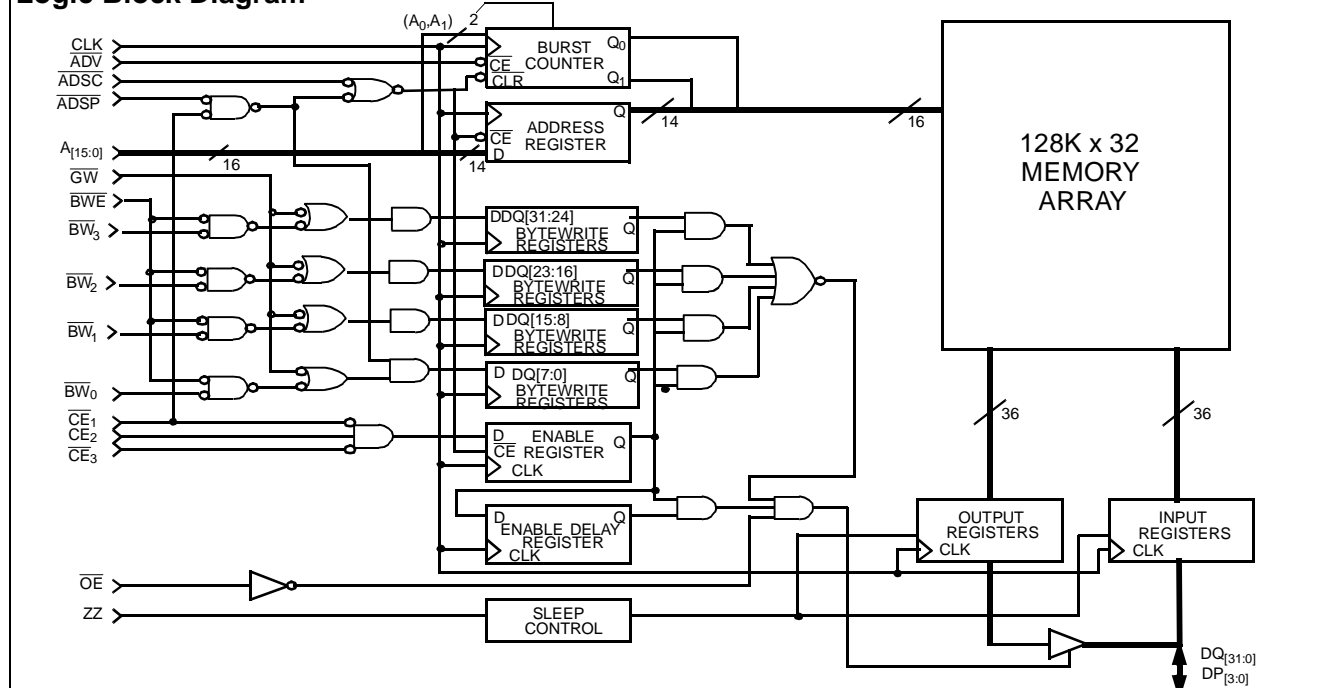 Logic Block Diagram
(A0,A1) 2
CLK
ADV
ADSC
ADSP
A[15:0]
GW
BWE
BW3
BW2
BW1
BW0
CE1
CE2
CE3
OE
ZZ
16
14
BURST
COUNTER
CE
CLR
Q0
Q1
ADDRESS
REGISTER
CE
D
Q
14
16
128K x 32
MEMORY
ARRAY
D DQ[31:24]
BYTEWRITE
REGISTERS
Q
D DQ[23:16]
BYTEWRITE
REGISTERS
Q
D DQ[15:8]
BYTEWRITE
REGISTERS
Q
D DQ[7:0]
BYTEWRITE
REGISTERS
Q
D ENABLE
CE REGISTER
CLK
Q
D
ENABLE DELAY
REGISTER
CLK
Q
SLEEP
CONTROL
36
36
OUTPUT
REGISTERS
CLK
INPUT
REGISTERS
CLK
DQ[31:0]
DP[3:0]